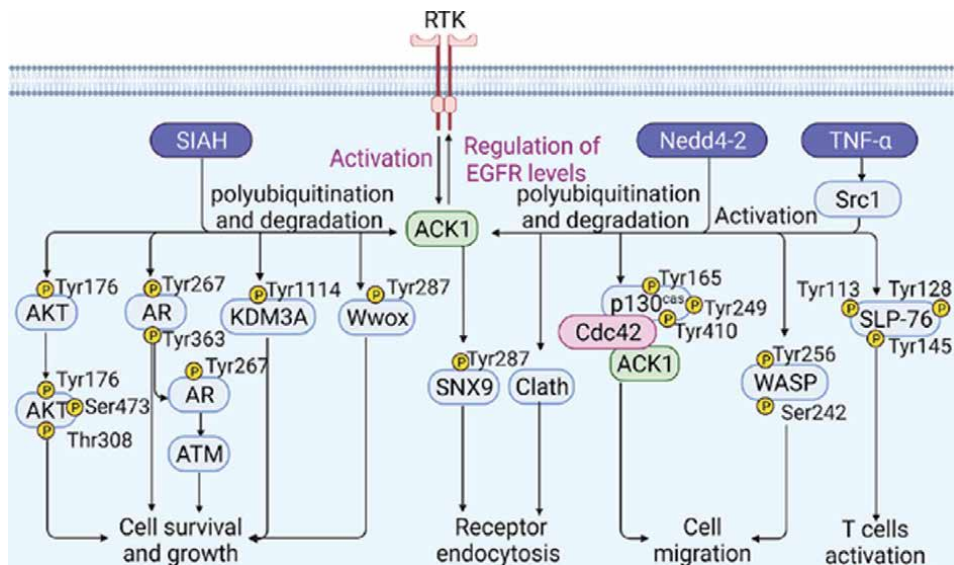 RTK
SIAH
Activation
Regulation of
EGFR levels
Nedd4-2
TNF-α
Src1
polyubiquitination
and degradation
ACK1
polyubiquitination
and degradation
Activation
P Tyr176
AKT
P Tyr267
AR
P Tyr363
P Tyr1114
KDM3A
P Tyr287
Wwox
P Tyr165
p130cas
P Tyr249
P Tyr410
Cdc42
ACK1
Tyr113 P
Tyr128 P
SLP-76
P Tyr145
P Tyr176
AKT
P Ser473
P Thr308
P Tyr267
AR
ATM
P Tyr287
SNX9
Clath
P Tyr256
WASP
P Ser242
Cell survival
and growth
Receptor
endocytosis
Cell
migration
T cells
activation